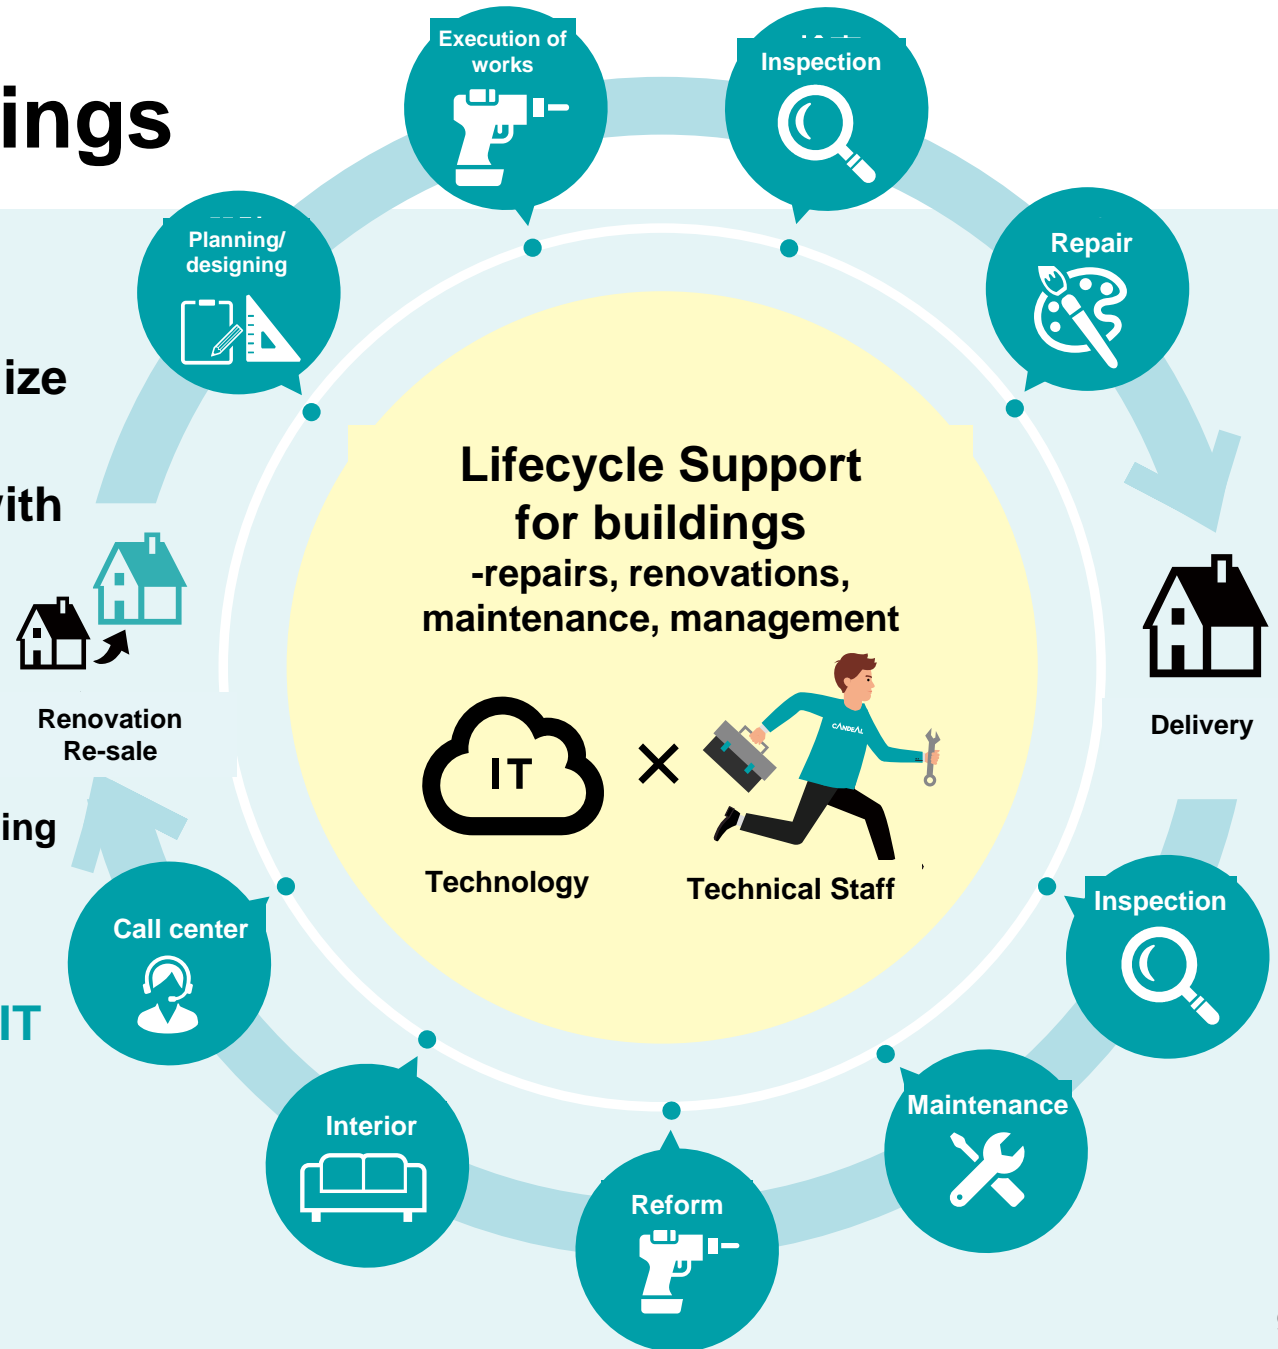 Execution of
works
Inspection
ings
Planning/
designing
Repair
ize
Lifecycle Support
for buildings
ith
-repairs, renovations,
maintenance, management
Renovation
Re-sale
Delivery
CANDEAL
IT
ing
Technology
Technical Staff
Inspection
Call center
IT
Maintenance
Interior
Reform